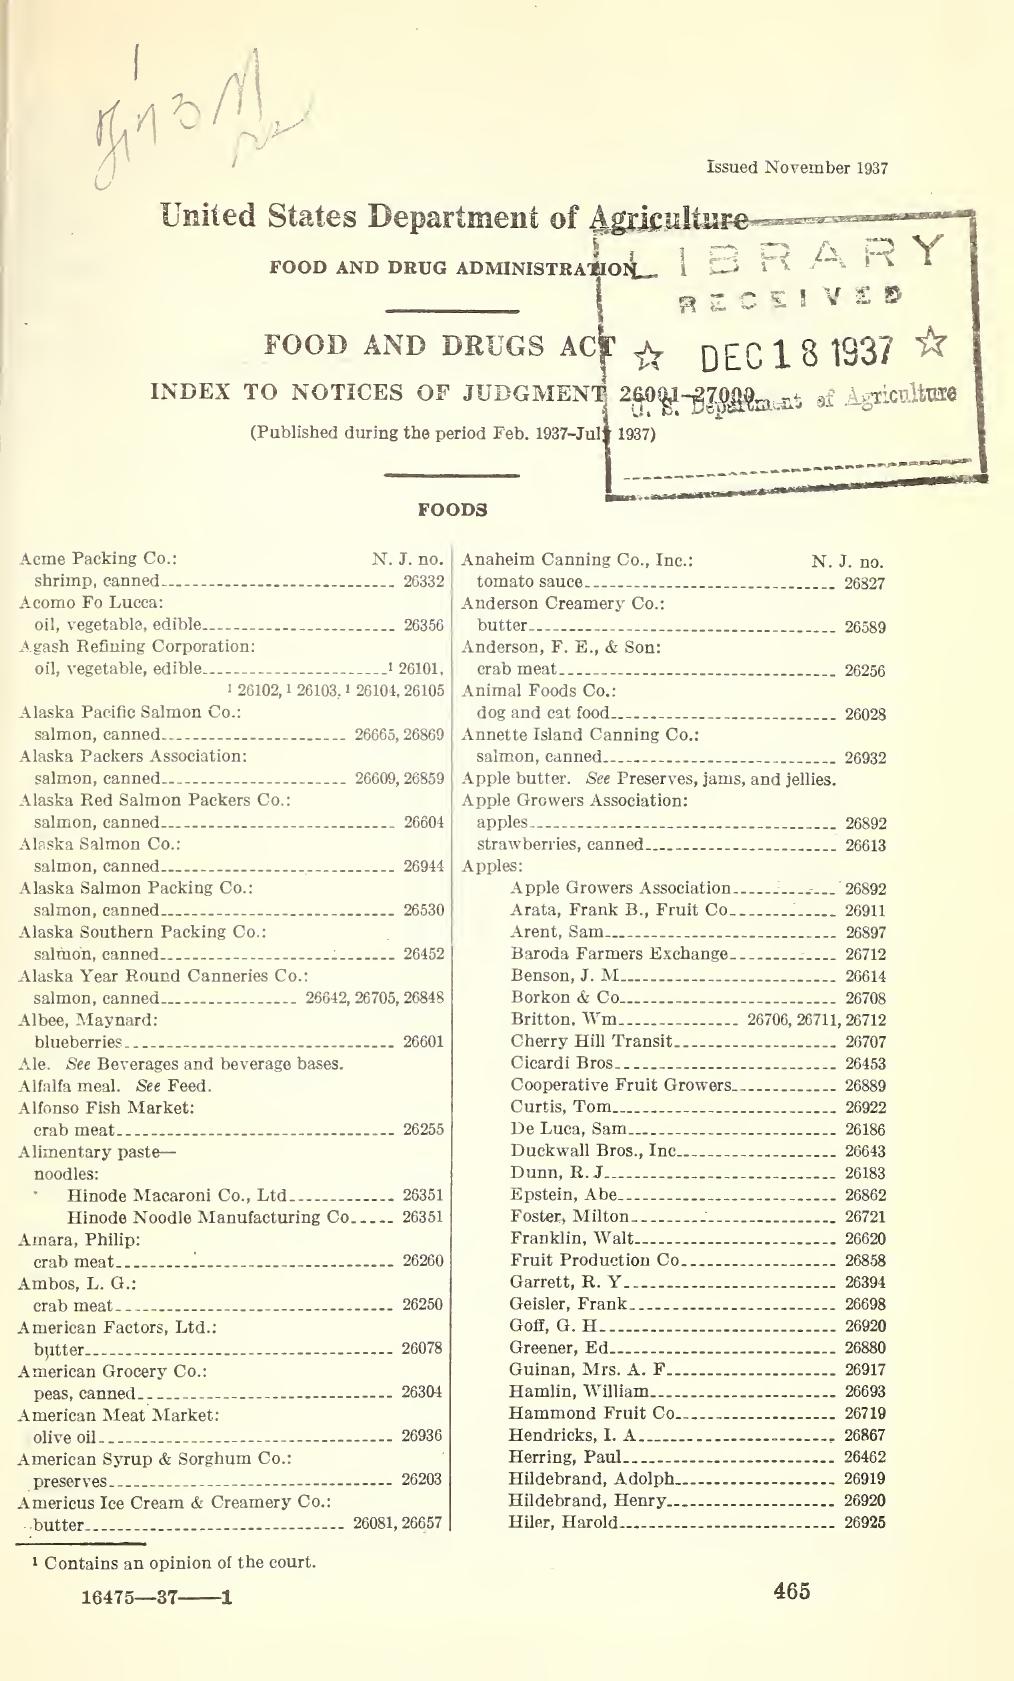 Issued November 1937
United States Department of Agriculture
FOOD AND DRUG ADMINISTRATION
LIBRARY
RECEIVED
☆ DEC 18 1937 ☆
U. S. Department of Agriculture
FOOD AND DRUGS ACT
INDEX TO NOTICES OF JUDGMENT 26001-27000
(Published during the period Feb. 1937-July 1937)
FOODS
Acme Packing Co.: N. J. no.
shrimp, canned 26332
Acomo Fo Lucca:
oil, vegetable, edible 26356
Agash Refining Corporation:
oil, vegetable, edible ¹ 26101,
¹ 26102, ¹ 26103, ¹ 26104, 26105
Alaska Pacific Salmon Co.:
salmon, canned 26665, 26869
Alaska Packers Association:
salmon, canned 26609, 26859
Alaska Red Salmon Packers Co.:
salmon, canned 26604
Alaska Salmon Co.:
salmon, canned 26944
Alaska Salmon Packing Co.:
salmon, canned 26530
Alaska Southern Packing Co.:
salmon, canned 26452
Alaska Year Round Canneries Co.:
salmon, canned 26642, 26705, 26848
Albee, Maynard:
blueberries 26601
Ale. See Beverages and beverage bases.
Alfalfa meal. See Feed.
Alfonso Fish Market:
crab meat 26255
Alimentary paste—
noodles:
Hinode Macaroni Co., Ltd 26351
Hinode Noodle Manufacturing Co 26351
Amara, Philip:
crab meat 26260
Ambos, L. G.:
crab meat 26250
American Factors, Ltd.:
butter 26078
American Grocery Co.:
peas, canned 26304
American Meat Market:
olive oil 26936
American Syrup & Sorghum Co.:
preserves 26203
Americus Ice Cream & Creamery Co.:
butter 26081, 26657
Anaheim Canning Co., Inc.: N. J. no.
tomato sauce 26827
Anderson Creamery Co.:
butter 26589
Anderson, F. E., & Son:
crab meat 26256
Animal Foods Co.:
dog and cat food 26028
Annette Island Canning Co.:
salmon, canned 26932
Apple butter. See Preserves, jams, and jellies.
Apple Growers Association:
apples 26892
strawberries, canned 26613
Apples:
Apple Growers Association 26892
Arata, Frank B., Fruit Co 26911
Arent, Sam 26897
Baroda Farmers Exchange 26712
Benson, J. M 26614
Borkon & Co 26708
Britton, Wm 26706, 26711, 26712
Cherry Hill Transit 26707
Cicardi Bros 26453
Cooperative Fruit Growers 26889
Curtis, Tom 26922
De Luca, Sam 26186
Duckwall Bros., Inc 26643
Dunn, R. J 26183
Epstein, Abe 26862
Foster, Milton 26721
Franklin, Walt 26620
Fruit Production Co 26858
Garrett, R. Y 26394
Geisler, Frank 26698
Goff, G. H 26920
Greener, Ed 26880
Guinan, Mrs. A. F 26917
Hamlin, William 26693
Hammond Fruit Co 26719
Hendricks, I. A 26867
Herring, Paul 26462
Hildebrand, Adolph 26919
Hildebrand, Henry 26920
Hiler, Harold 26925
¹ Contains an opinion of the court.
16475—37——1
465